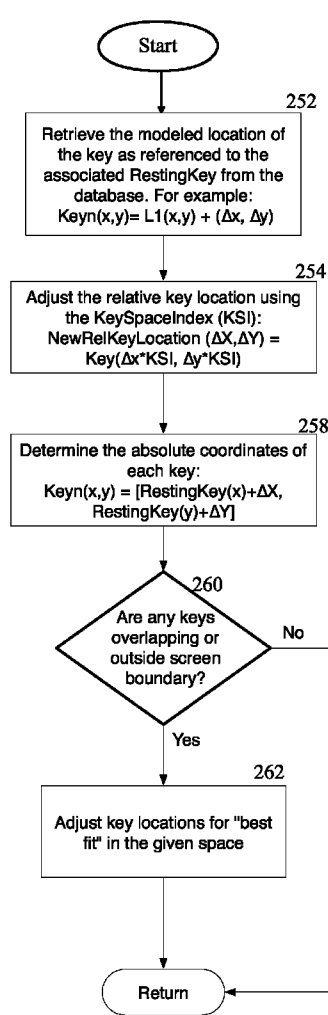 Start
252
Retrieve the modeled location of
the key as referenced to the
associated RestingKey from the
database. For example:
Keyn(x,y)= L1(x,y) + (Δx, Δy)
254
Adjust the relative key location using
the KeySpaceIndex (KSI):
NewRelKeyLocation (ΔX,ΔY) =
Key(Δx*KSI, Δy*KSI)
258
Determine the absolute coordinates of
each key:
Keyn(x,y) = [RestingKey(x)+ΔX,
RestingKey(y)+ΔY]
260
Are any keys
overlapping or
outside screen
boundary?
No
Yes
262
Adjust key locations for "best
fit" in the given space
Return